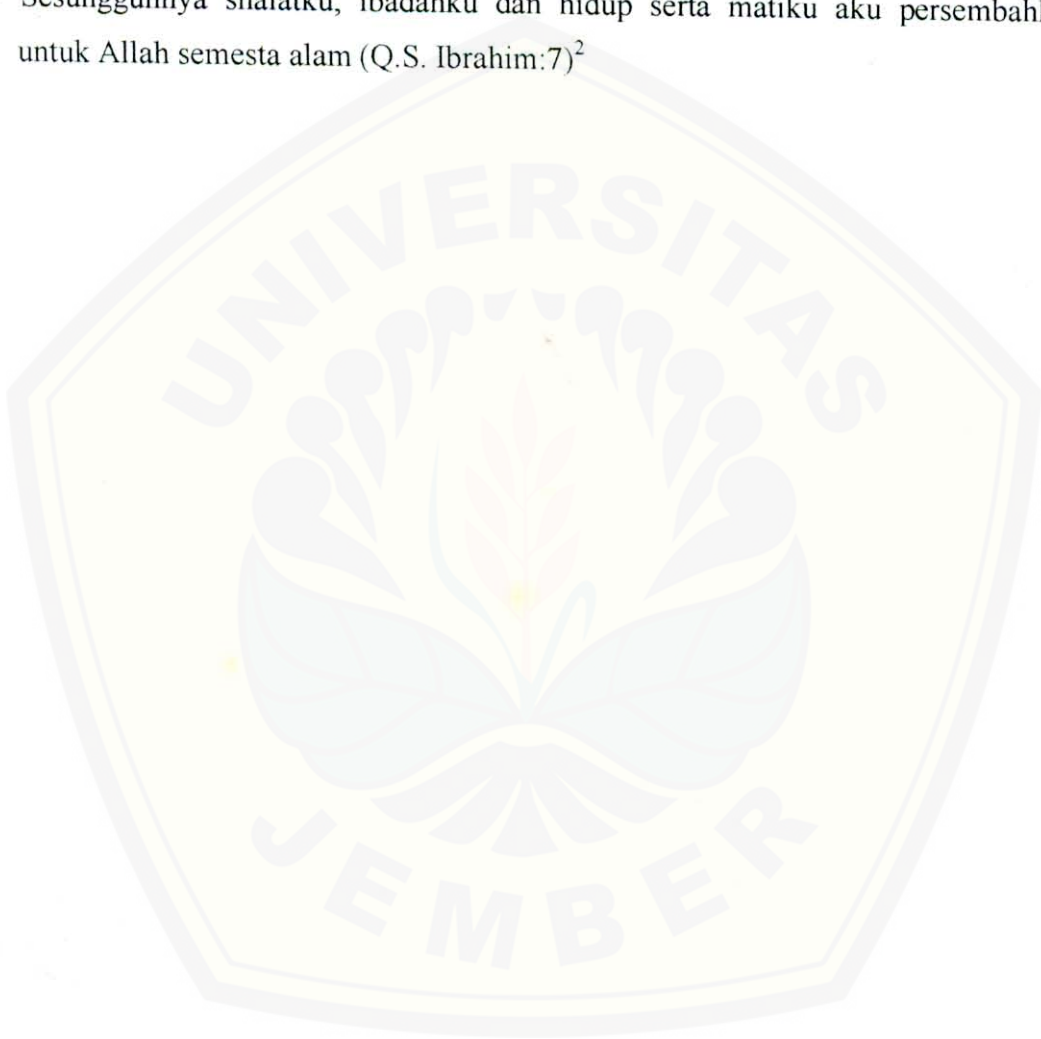 Sesungguhnya shalatku, ibadahku dan hidup serta matiku aku
untuk Allah semesta alam (Q.S. Ibrahim:7)²
UNIVERSITAS
JEMBER